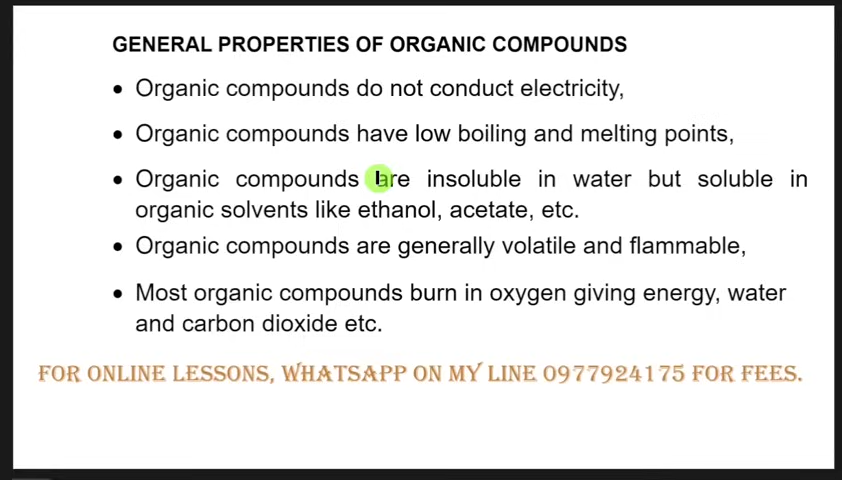 GENERAL PROPERTIES OF ORGANIC COMPOUNDS
• Organic compounds do not conduct electricity,
• Organic compounds have low boiling and melting points,
• Organic compounds are insoluble in water but soluble in
organic solvents like ethanol, acetate, etc.
• Organic compounds are generally volatile and flammable,
• Most organic compounds burn in oxygen giving energy, water
and carbon dioxide etc.
FOR ONLINE LESSONS, WHATSAPP ON MY LINE 0977924175 FOR FEES.